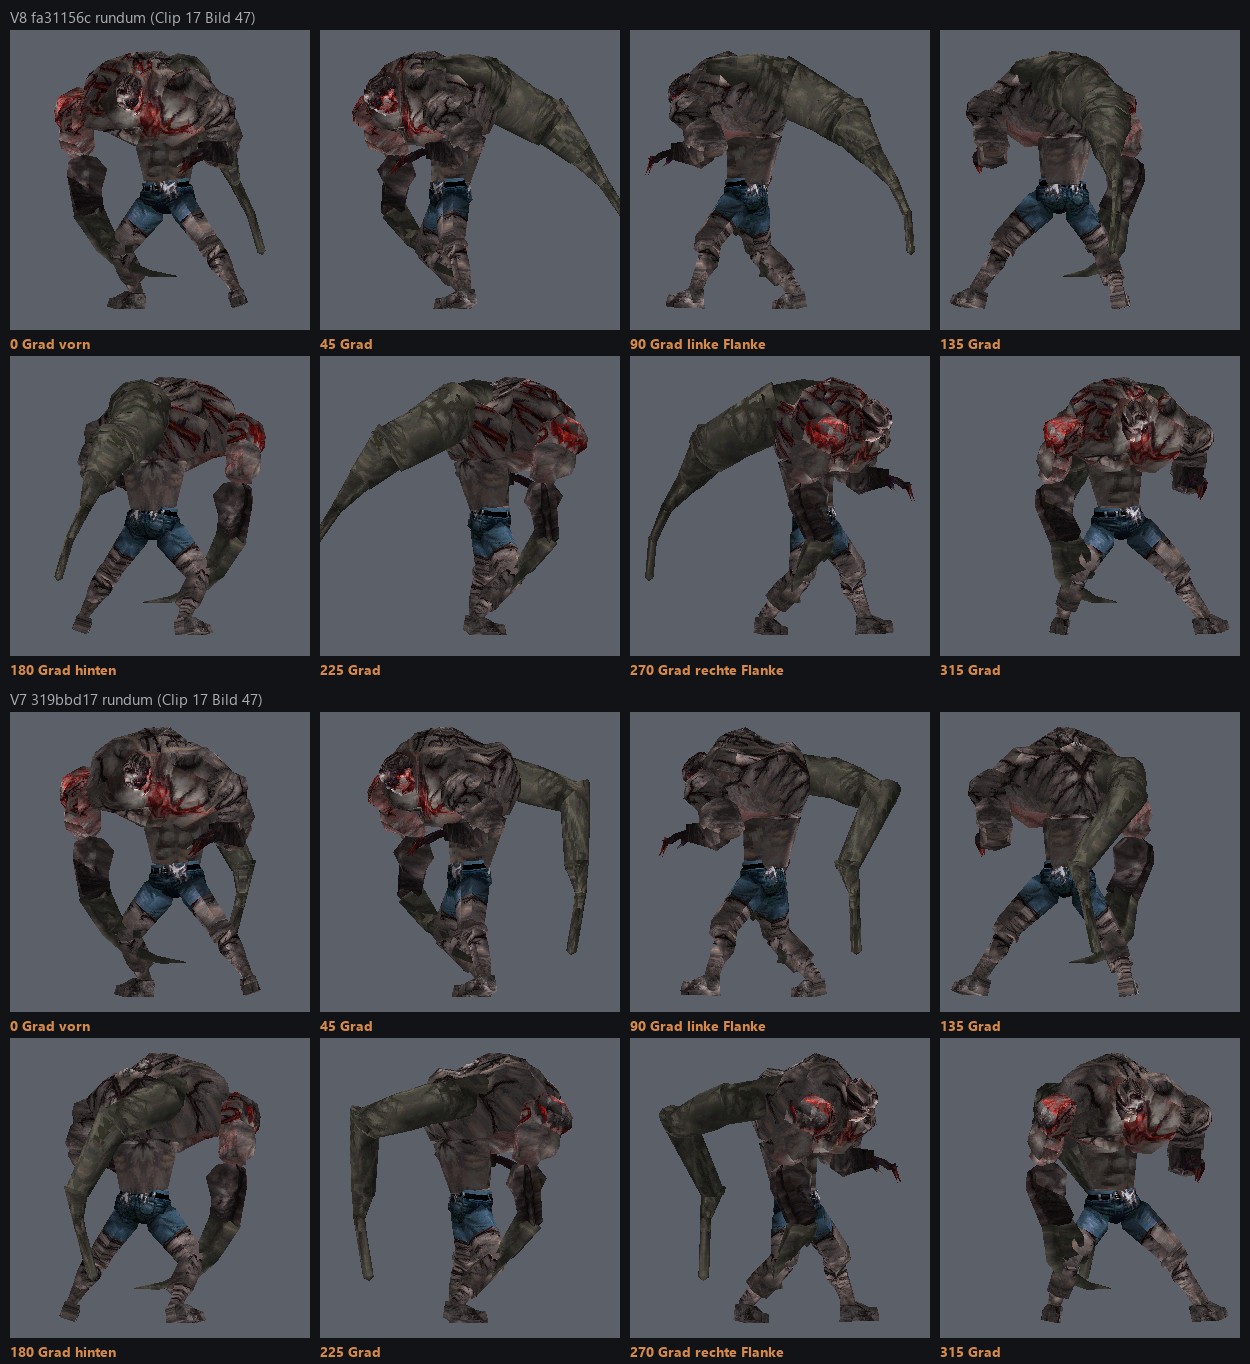 V8 fa31156c rundum (Clip 17 Bild 47)
0 Grad vorn
45 Grad
90 Grad linke Flanke
135 Grad
180 Grad hinten
225 Grad
270 Grad rechte Flanke
315 Grad
V7 319bbd17 rundum (Clip 17 Bild 47)
0 Grad vorn
45 Grad
90 Grad linke Flanke
135 Grad
180 Grad hinten
225 Grad
270 Grad rechte Flanke
315 Grad